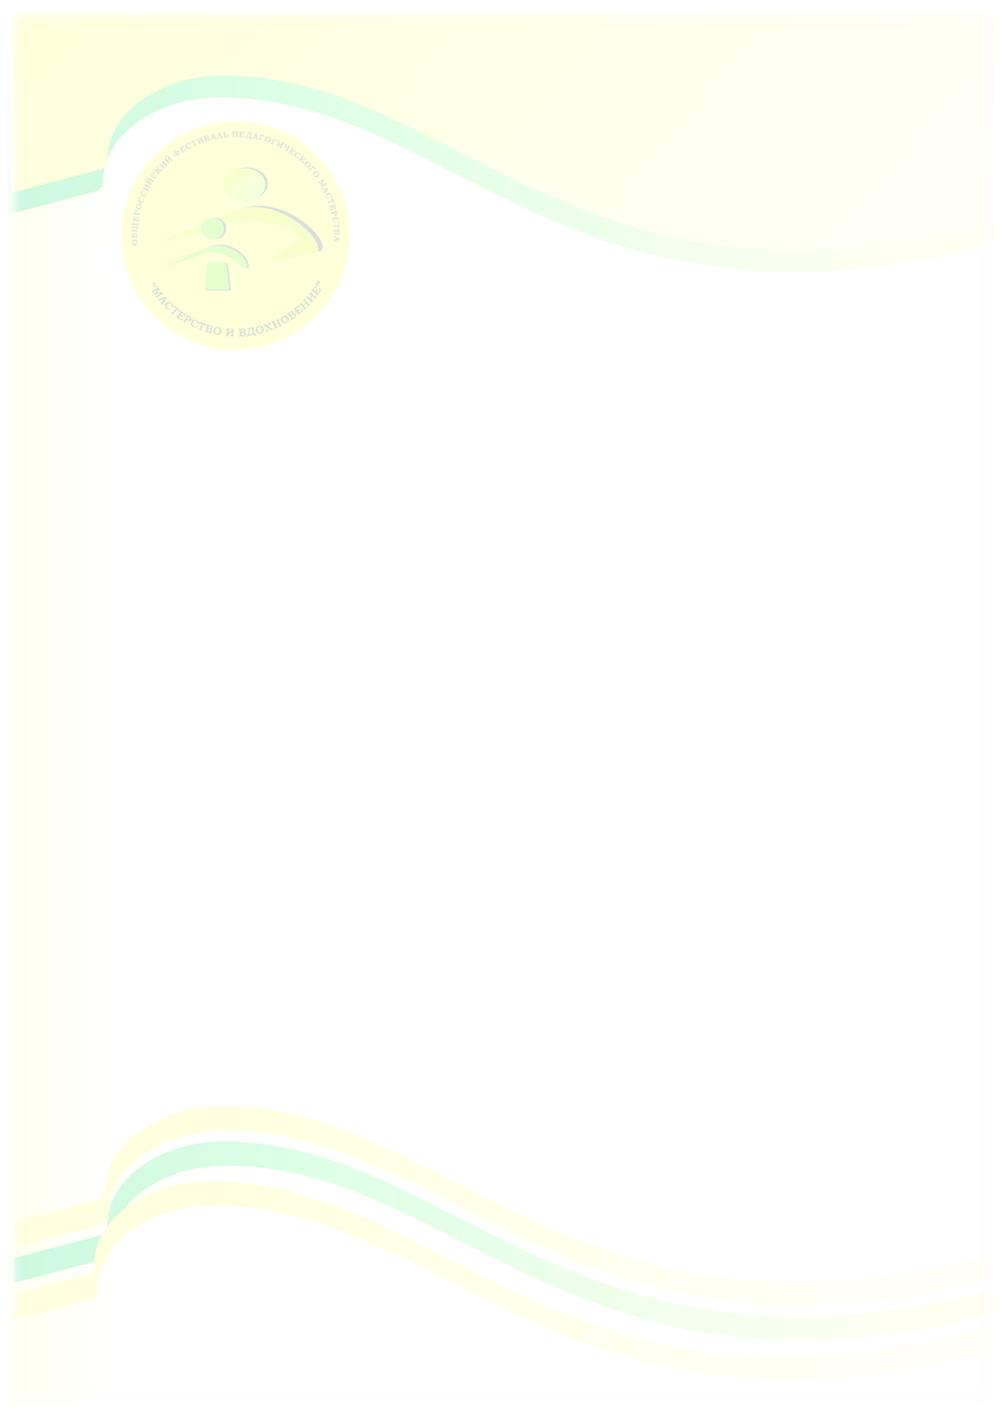 ОБЩЕРОССИЙСКИЙ ФЕСТИВАЛЬ ПЕДАГОГИЧЕСКОГО МАСТЕРСТВА
"МАСТЕРСТВО И ВДОХНОВЕНИЕ"